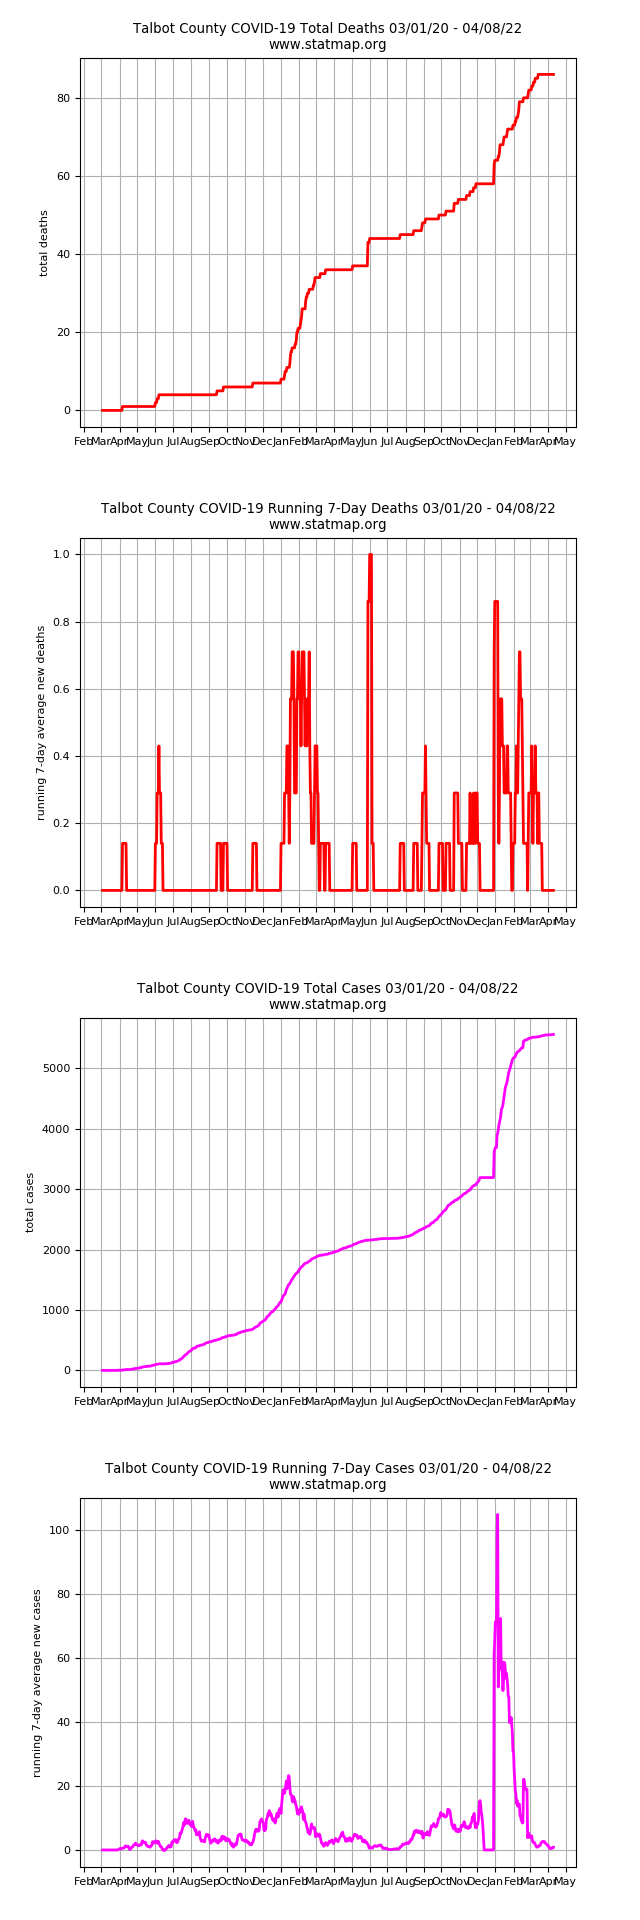 Talbot County COVID-19 Total Deaths 03/01/20 - 04/08/22
www.statmap.org
total deaths
80
60
40
20
0
Feb Mar Apr May Jun Jul Aug Sep Oct Nov Dec Jan Feb Mar Apr May Jun Jul Aug Sep Oct Nov Dec Jan Feb Mar Apr May
Talbot County COVID-19 Running 7-Day Deaths 03/01/20 - 04/08/22
www.statmap.org
running 7-day average new deaths
1.0
0.8
0.6
0.4
0.2
0.0
Feb Mar Apr May Jun Jul Aug Sep Oct Nov Dec Jan Feb Mar Apr May Jun Jul Aug Sep Oct Nov Dec Jan Feb Mar Apr May
Talbot County COVID-19 Total Cases 03/01/20 - 04/08/22
www.statmap.org
total cases
5000
4000
3000
2000
1000
0
Feb Mar Apr May Jun Jul Aug Sep Oct Nov Dec Jan Feb Mar Apr May Jun Jul Aug Sep Oct Nov Dec Jan Feb Mar Apr May
Talbot County COVID-19 Running 7-Day Cases 03/01/20 - 04/08/22
www.statmap.org
running 7-day average new cases
100
80
60
40
20
0
Feb Mar Apr May Jun Jul Aug Sep Oct Nov Dec Jan Feb Mar Apr May Jun Jul Aug Sep Oct Nov Dec Jan Feb Mar Apr May